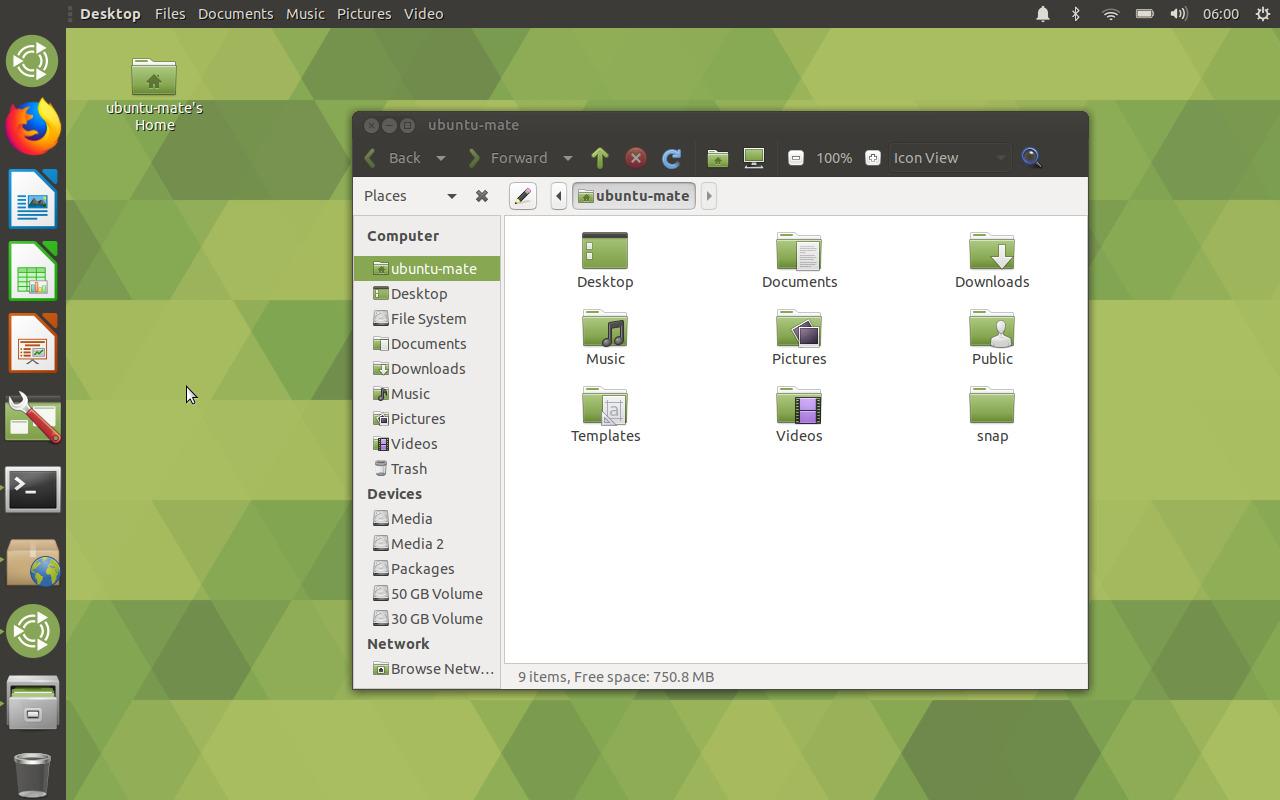 Desktop Files Documents Music Pictures Video 06:00
ubuntu-mate's
Home
ubuntu-mate
Back Forward 100% Icon View
Places ubuntu-mate
Computer
ubuntu-mate
Desktop
File System
Documents
Downloads
Music
Pictures
Videos
Trash
Devices
Media
Media 2
Packages
50 GB Volume
30 GB Volume
Network
Browse Netw...
Desktop Documents Downloads
Music Pictures Public
Templates Videos snap
9 items, Free space: 750.8 MB